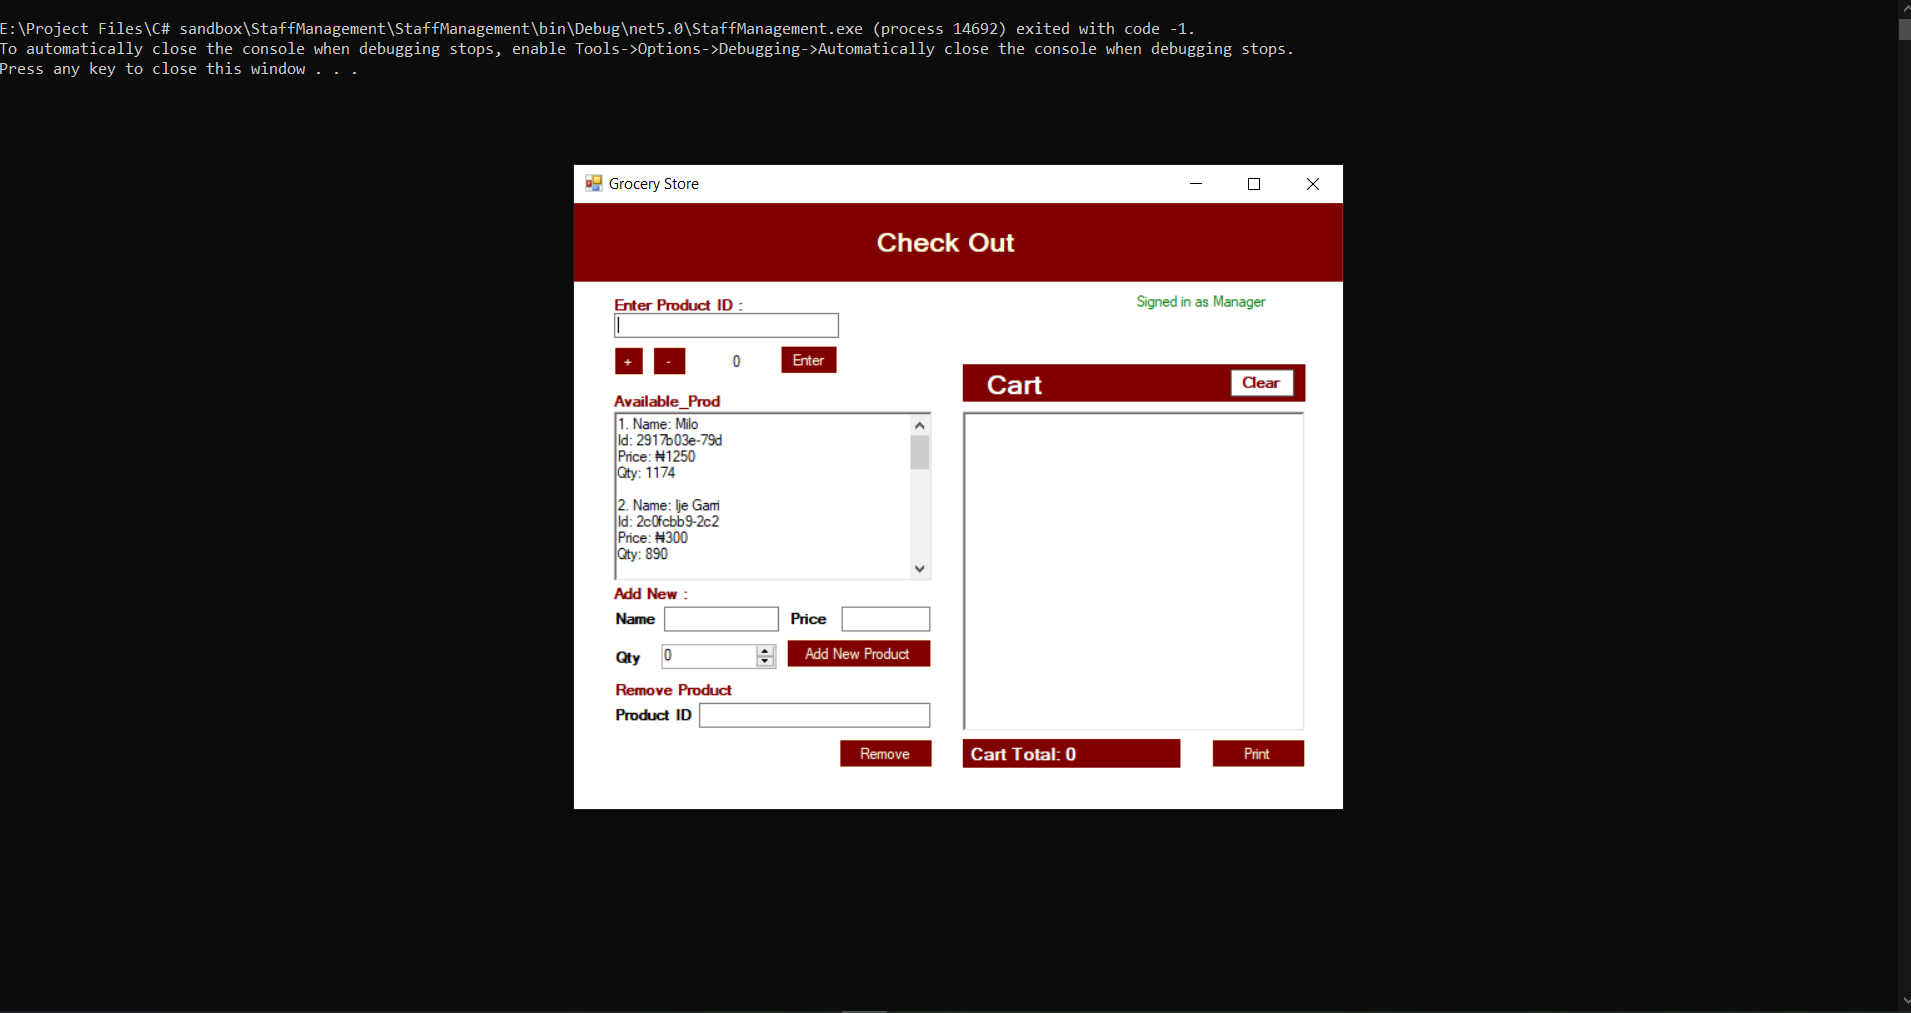 E:\Project Files\C# sandbox\StaffManagement\StaffManagement\bin\Debug\net5.0\StaffManagement.exe (process 14692) exited with code -1.
To automatically close the console when debugging stops, enable Tools->Options->Debugging->Automatically close the console when debugging stops.
Press any key to close this window . . .
Grocery Store
Check Out
Enter Product ID :
Signed in as Manager
+ - 0 Enter
Cart Clear
Available_Prod
1. Name: Milo
Id: 2917b03e-79d
Price: ₦1250
Qty: 1174
2. Name: Ije Garri
Id: 2c0fcbb9-2c2
Price: ₦300
Qty: 890
Add New :
Name Price
Qty 0 Add New Product
Remove Product
Product ID
Remove
Cart Total: 0 Print